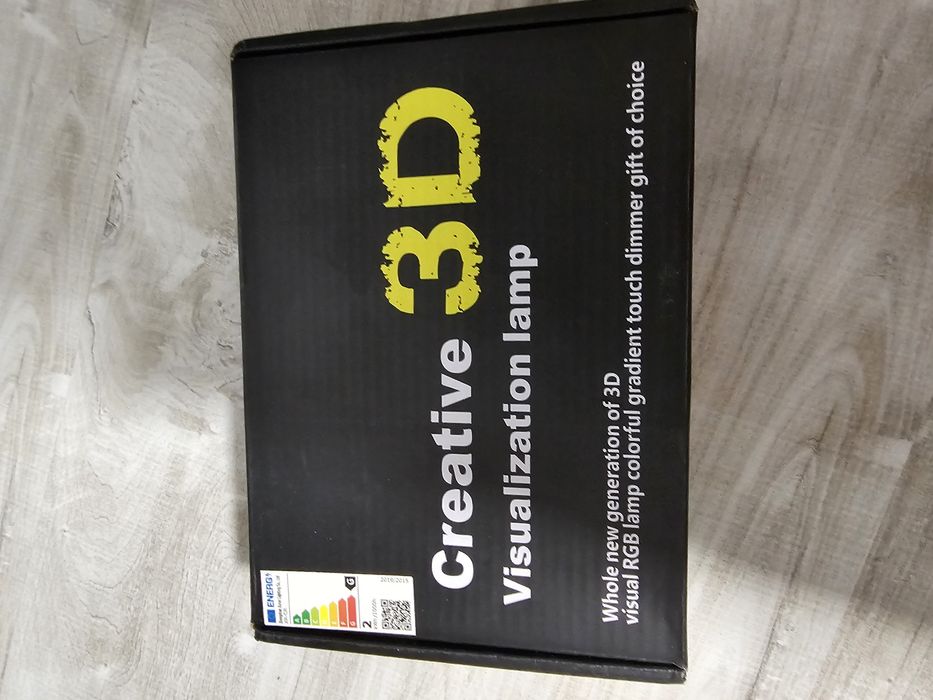 Creative 3D
Visualization lamp
Whole new generation of 3D
visual RGB lamp colorful gradient touch dimmer gift of choice
ENERG
A
B
C
D
E
F
G
G
2
2019/2015